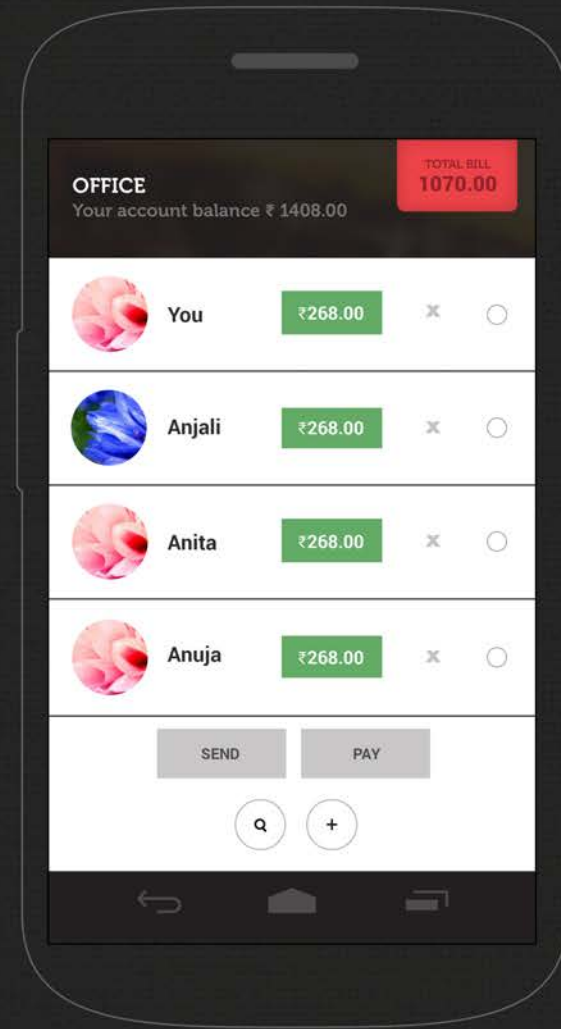 OFFICE
Your account balance ₹ 1408.00
TOTAL BILL
1070.00
You ₹268.00 x
Anjali ₹268.00 x
Anita ₹268.00 x
Anuja ₹268.00 x
SEND PAY